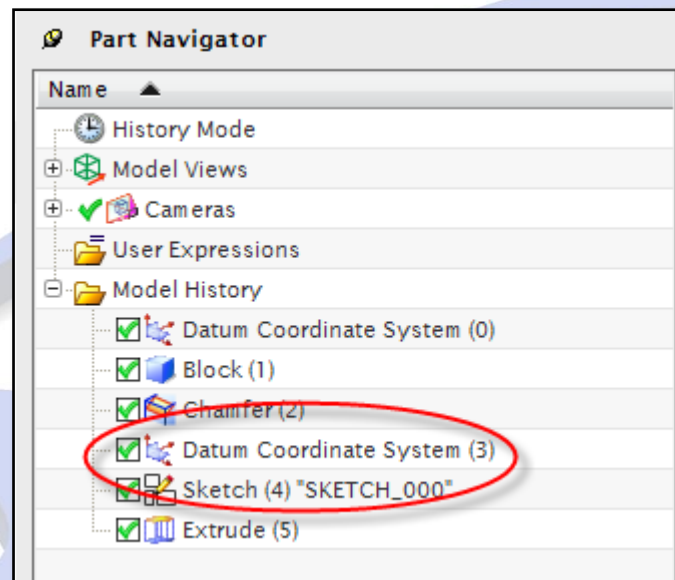 Part Navigator
Name
History Mode
Model Views
Cameras
User Expressions
Model History
Datum Coordinate System (0)
Block (1)
Chamfer (2)
Datum Coordinate System (3)
Sketch (4) "SKETCH_000"
Extrude (5)